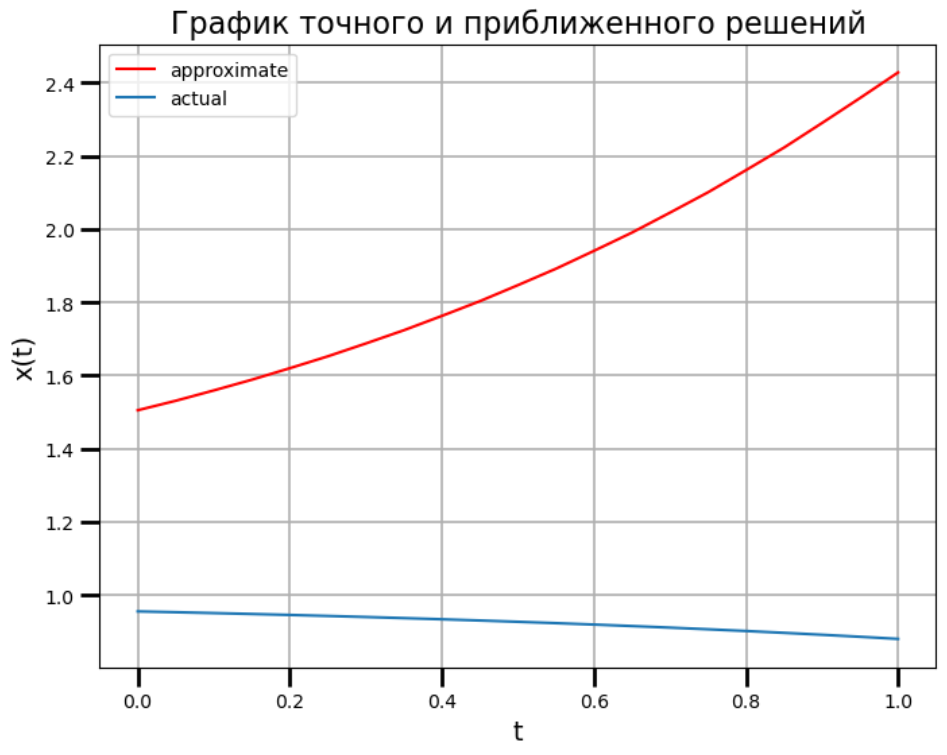 График точного и приближенного решений
approximate
actual
2.4
2.2
2.0
1.8
1.6
1.4
1.2
1.0
x(t)
0.0 0.2 0.4 0.6 0.8 1.0
t